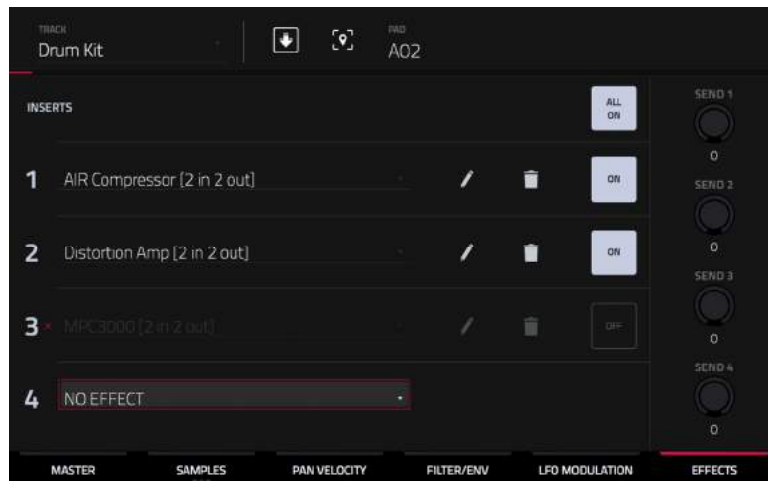 TRACK
Drum Kit
PAD
A02
INSERTS
ALL
ON
SEND 1
0
1 AIR Compressor [2 in 2 out]
ON
SEND 2
0
2 Distortion Amp [2 in 2 out]
ON
SEND 3
0
3 × MPC3000 [2 in 2 out]
OFF
SEND 4
0
4 NO EFFECT
MASTER SAMPLES PAN VELOCITY FILTER/ENV LFO MODULATION EFFECTS